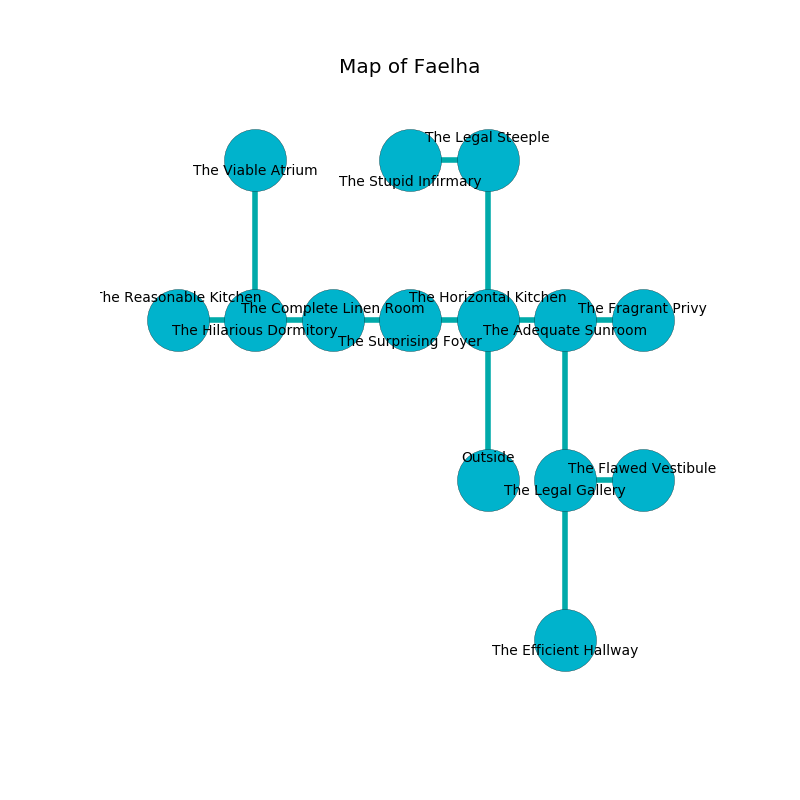 Map of Faelha
The Legal Steeple
The Viable Atrium
The Stupid Infirmary
The Reasonable Kitchen
The Horizontal Kitchen
The Complete Linen Room
The Fragrant Privy
The Hilarious Dormitory
The Adequate Sunroom
The Surprising Foyer
Outside
The Flawed Vestibule
The Legal Gallery
The Efficient Hallway